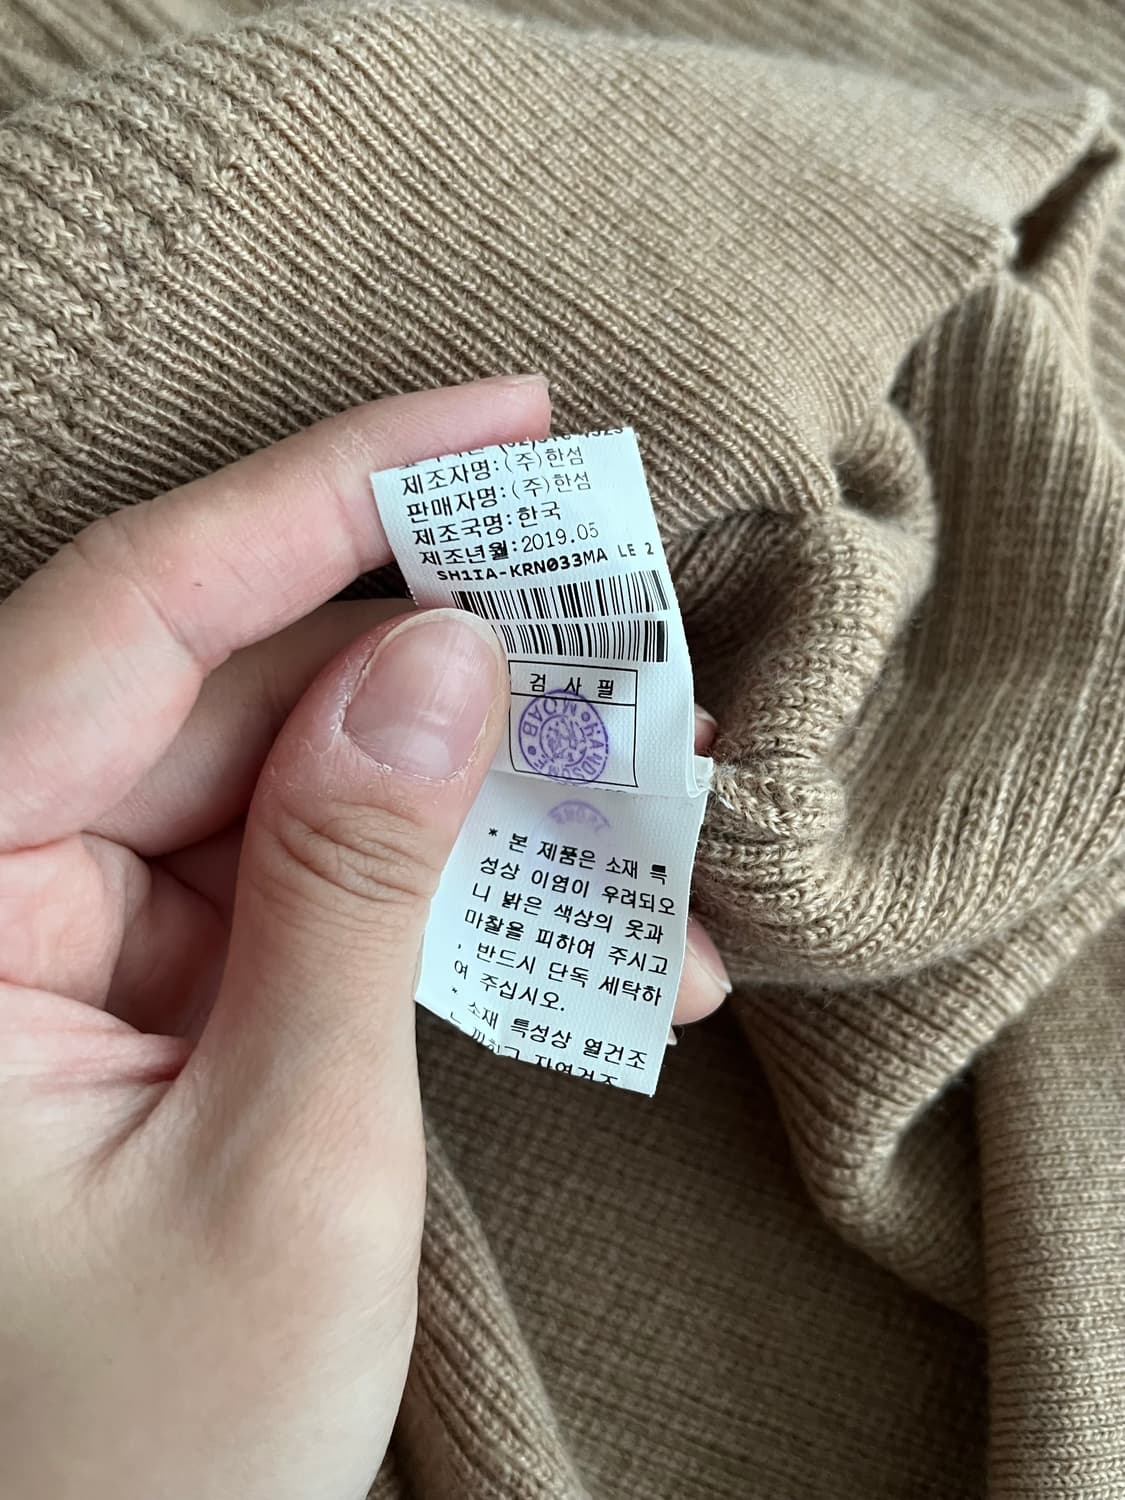 제조자명:(주)한섬
판매자명:(주)한섬
제조국명:한국
제조년월:2019.05
SH1IA-KRN033MA LE 2
검 사 필
* 본 제품은 소재 특
성상 이염이 우려되오
니 밝은 색상의 옷과
마찰을 피하여 주시고
, 반드시 단독 세탁하
여 주십시오.
* 소재 특성상 열건조
자연건조